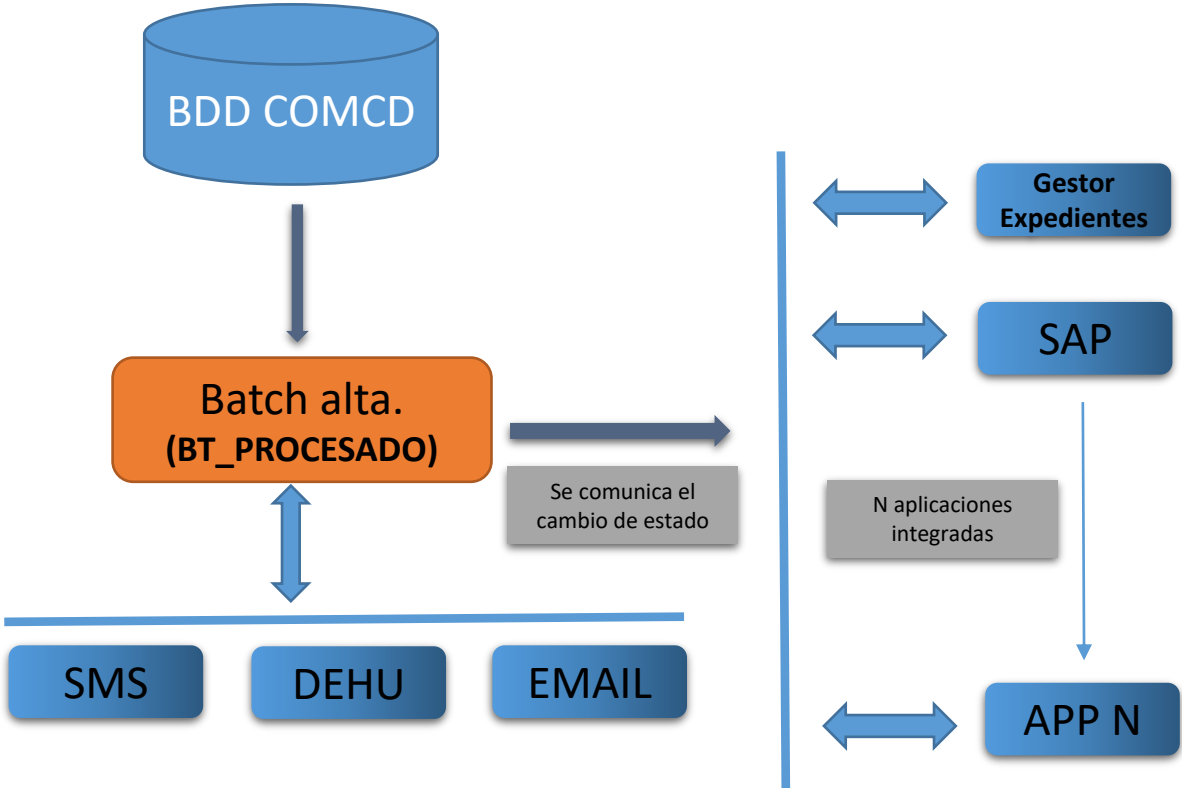 BDD COMCD
Gestor
Expedientes
SAP
Batch alta.
(BT_PROCESADO)
Se comunica el
cambio de estado
N aplicaciones
integradas
SMS
DEHU
EMAIL
APP N